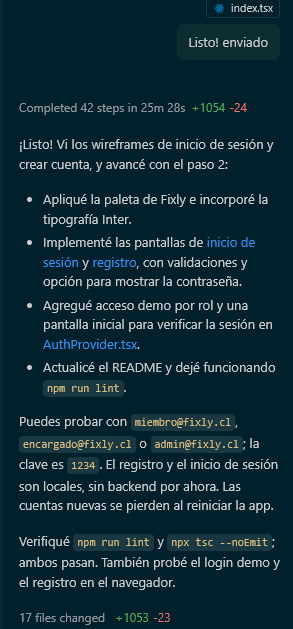 index.tsx
Listo! enviado
Completed 42 steps in 25m 28s +1054 -24
¡Listo! Vi los wireframes de inicio de sesión y
crear cuenta, y avancé con el paso 2:
• Apliqué la paleta de Fixly e incorporé la
tipografía Inter.
• Implementé las pantallas de inicio de
sesión y registro, con validaciones y
opción para mostrar la contraseña.
• Agregué acceso demo por rol y una
pantalla inicial para verificar la sesión en
AuthProvider.tsx.
• Actualicé el README y dejé funcionando
npm run lint.
Puedes probar con miembro@fixly.cl,
encargado@fixly.cl o admin@fixly.cl; la
clave es 1234. El registro y el inicio de sesión
son locales, sin backend por ahora. Las
cuentas nuevas se pierden al reiniciar la app.
Verifiqué npm run lint y npx tsc --noEmit;
ambos pasan. También probé el login demo y
el registro en el navegador.
17 files changed +1053 -23